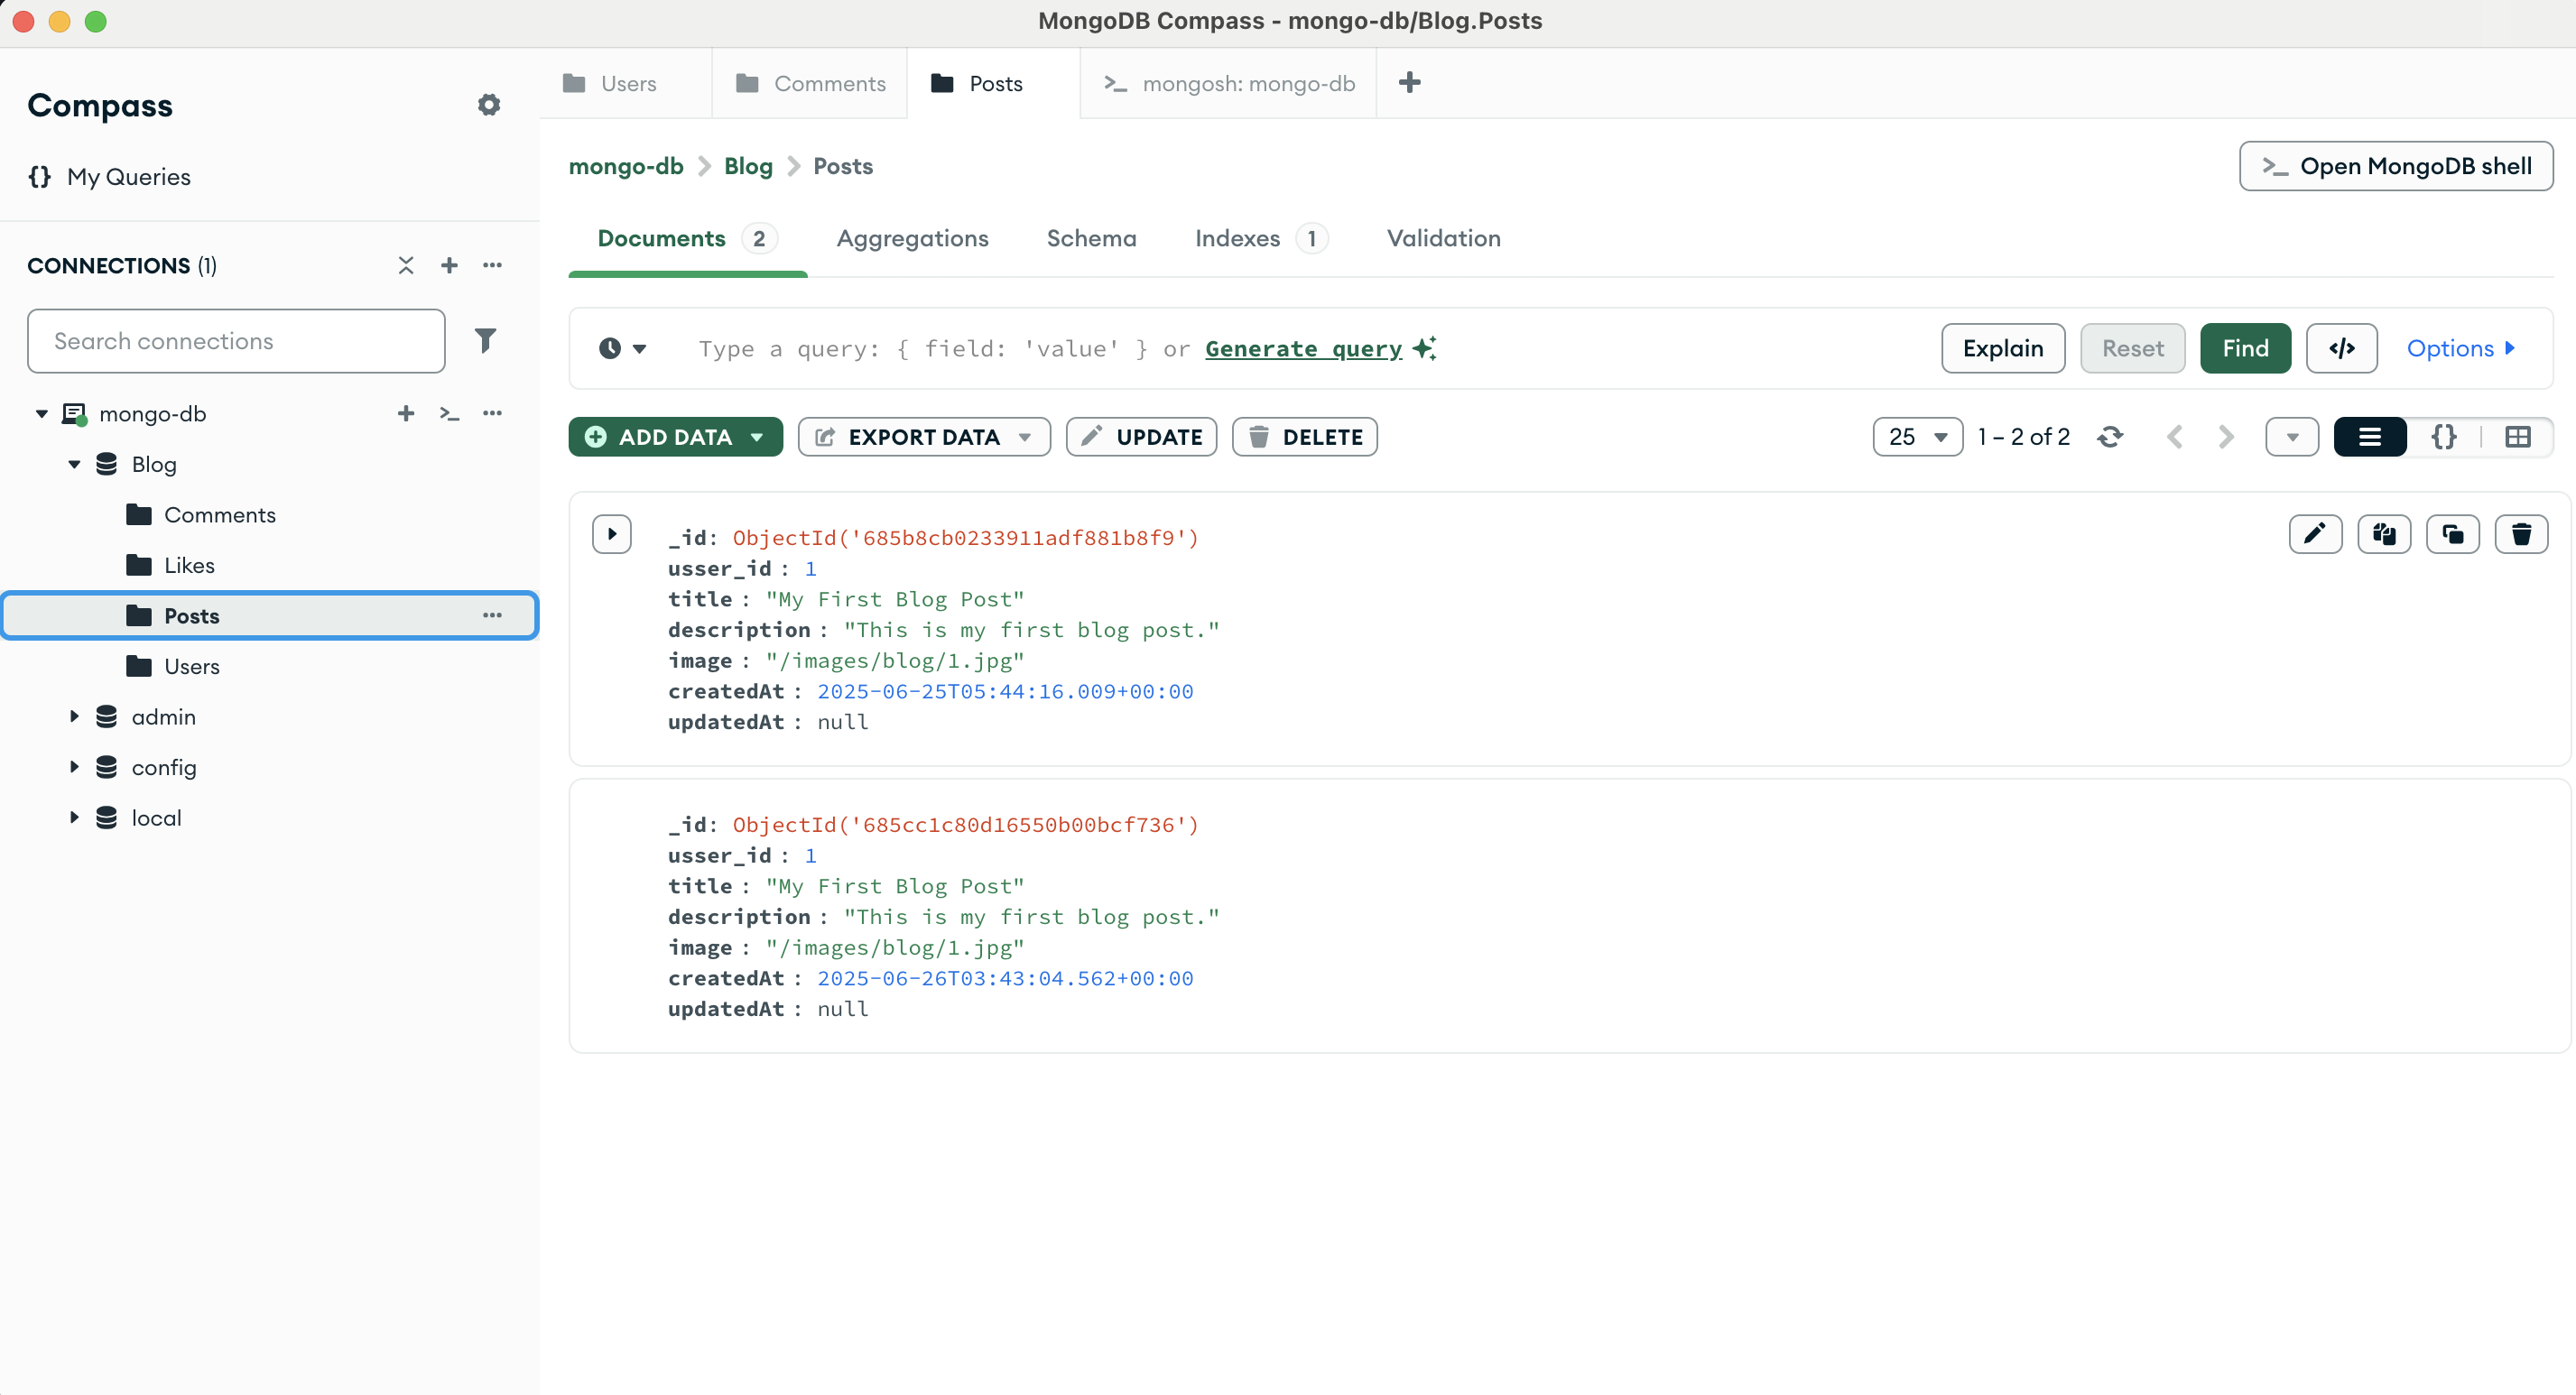 MongoDB Compass - mongo-db/Blog.Posts
Compass
{} My Queries
CONNECTIONS (1)
Search connections
mongo-db
Blog
Comments
Likes
Posts
Users
admin
config
local
Users
Comments
Posts
>_ mongosh: mongo-db
mongo-db > Blog > Posts
>_ Open MongoDB shell
Documents 2
Aggregations
Schema
Indexes 1
Validation
Type a query: { field: 'value' } or Generate query
Explain
Reset
Find
</>
Options
ADD DATA
EXPORT DATA
UPDATE
DELETE
25
1 – 2 of 2
{}
_id: ObjectId('685b8cb0233911adf881b8f9')
usser_id : 1
title : "My First Blog Post"
description : "This is my first blog post."
image : "/images/blog/1.jpg"
createdAt : 2025-06-25T05:44:16.009+00:00
updatedAt : null
_id: ObjectId('685cc1c80d16550b00bcf736')
usser_id : 1
title : "My First Blog Post"
description : "This is my first blog post."
image : "/images/blog/1.jpg"
createdAt : 2025-06-26T03:43:04.562+00:00
updatedAt : null